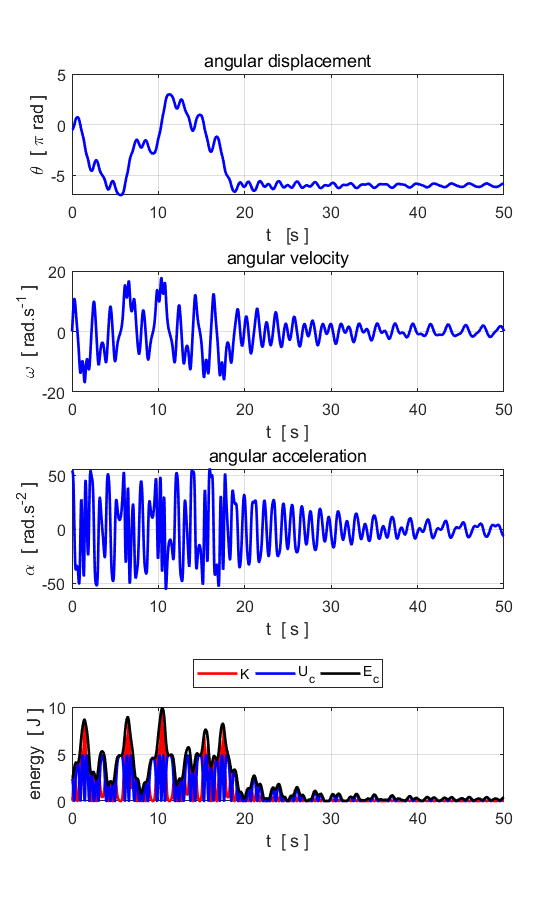 angular displacement
5
0
-5
θ [ π rad ]
0 10 20 30 40 50
t [s ]
angular velocity
20
0
-20
ω [ rad.s-1 ]
0 10 20 30 40 50
t [ s ]
angular acceleration
50
0
-50
α [ rad.s-2 ]
0 10 20 30 40 50
t [ s ]
K Uc Ec
10
5
0
energy [ J ]
0 10 20 30 40 50
t [ s ]